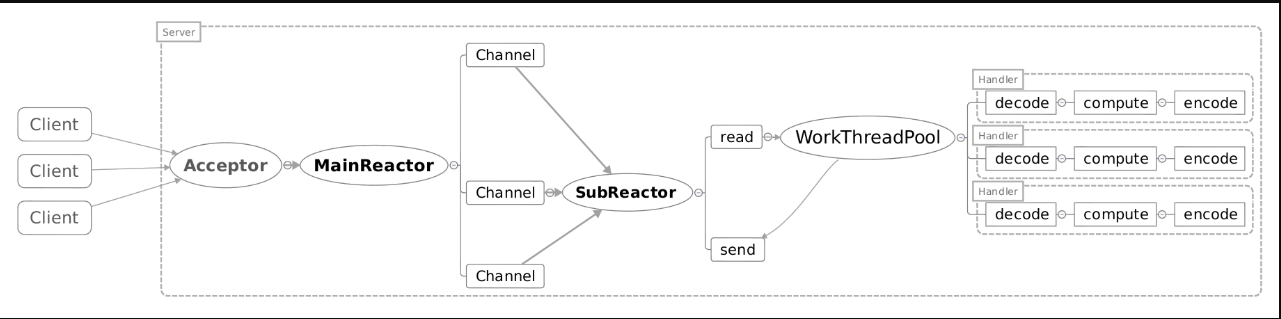 Server
Client
Client
Client
Acceptor
MainReactor
Channel
Channel
Channel
SubReactor
read
send
WorkThreadPool
Handler
decode compute encode
Handler
decode compute encode
Handler
decode compute encode